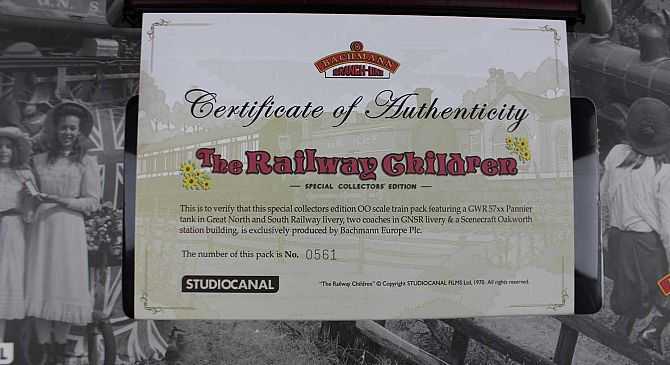 G.N. & S
BACHMANN
BRANCH-LINE
Certificate of Authenticity
The Railway Children
— SPECIAL COLLECTORS' EDITION —
This is to verify that this special collectors edition OO scale train pack featuring a GWR 57xx Pannier
tank in Great North and South Railway livery, two coaches in GNSR livery & a Scenecraft Oakworth
station building, is exclusively produced by Bachmann Europe Plc.
The number of this pack is No. 0561
STUDIOCANAL
"The Railway Children" © Copyright STUDIOCANAL FILMS Ltd, 1970. All rights reserved.